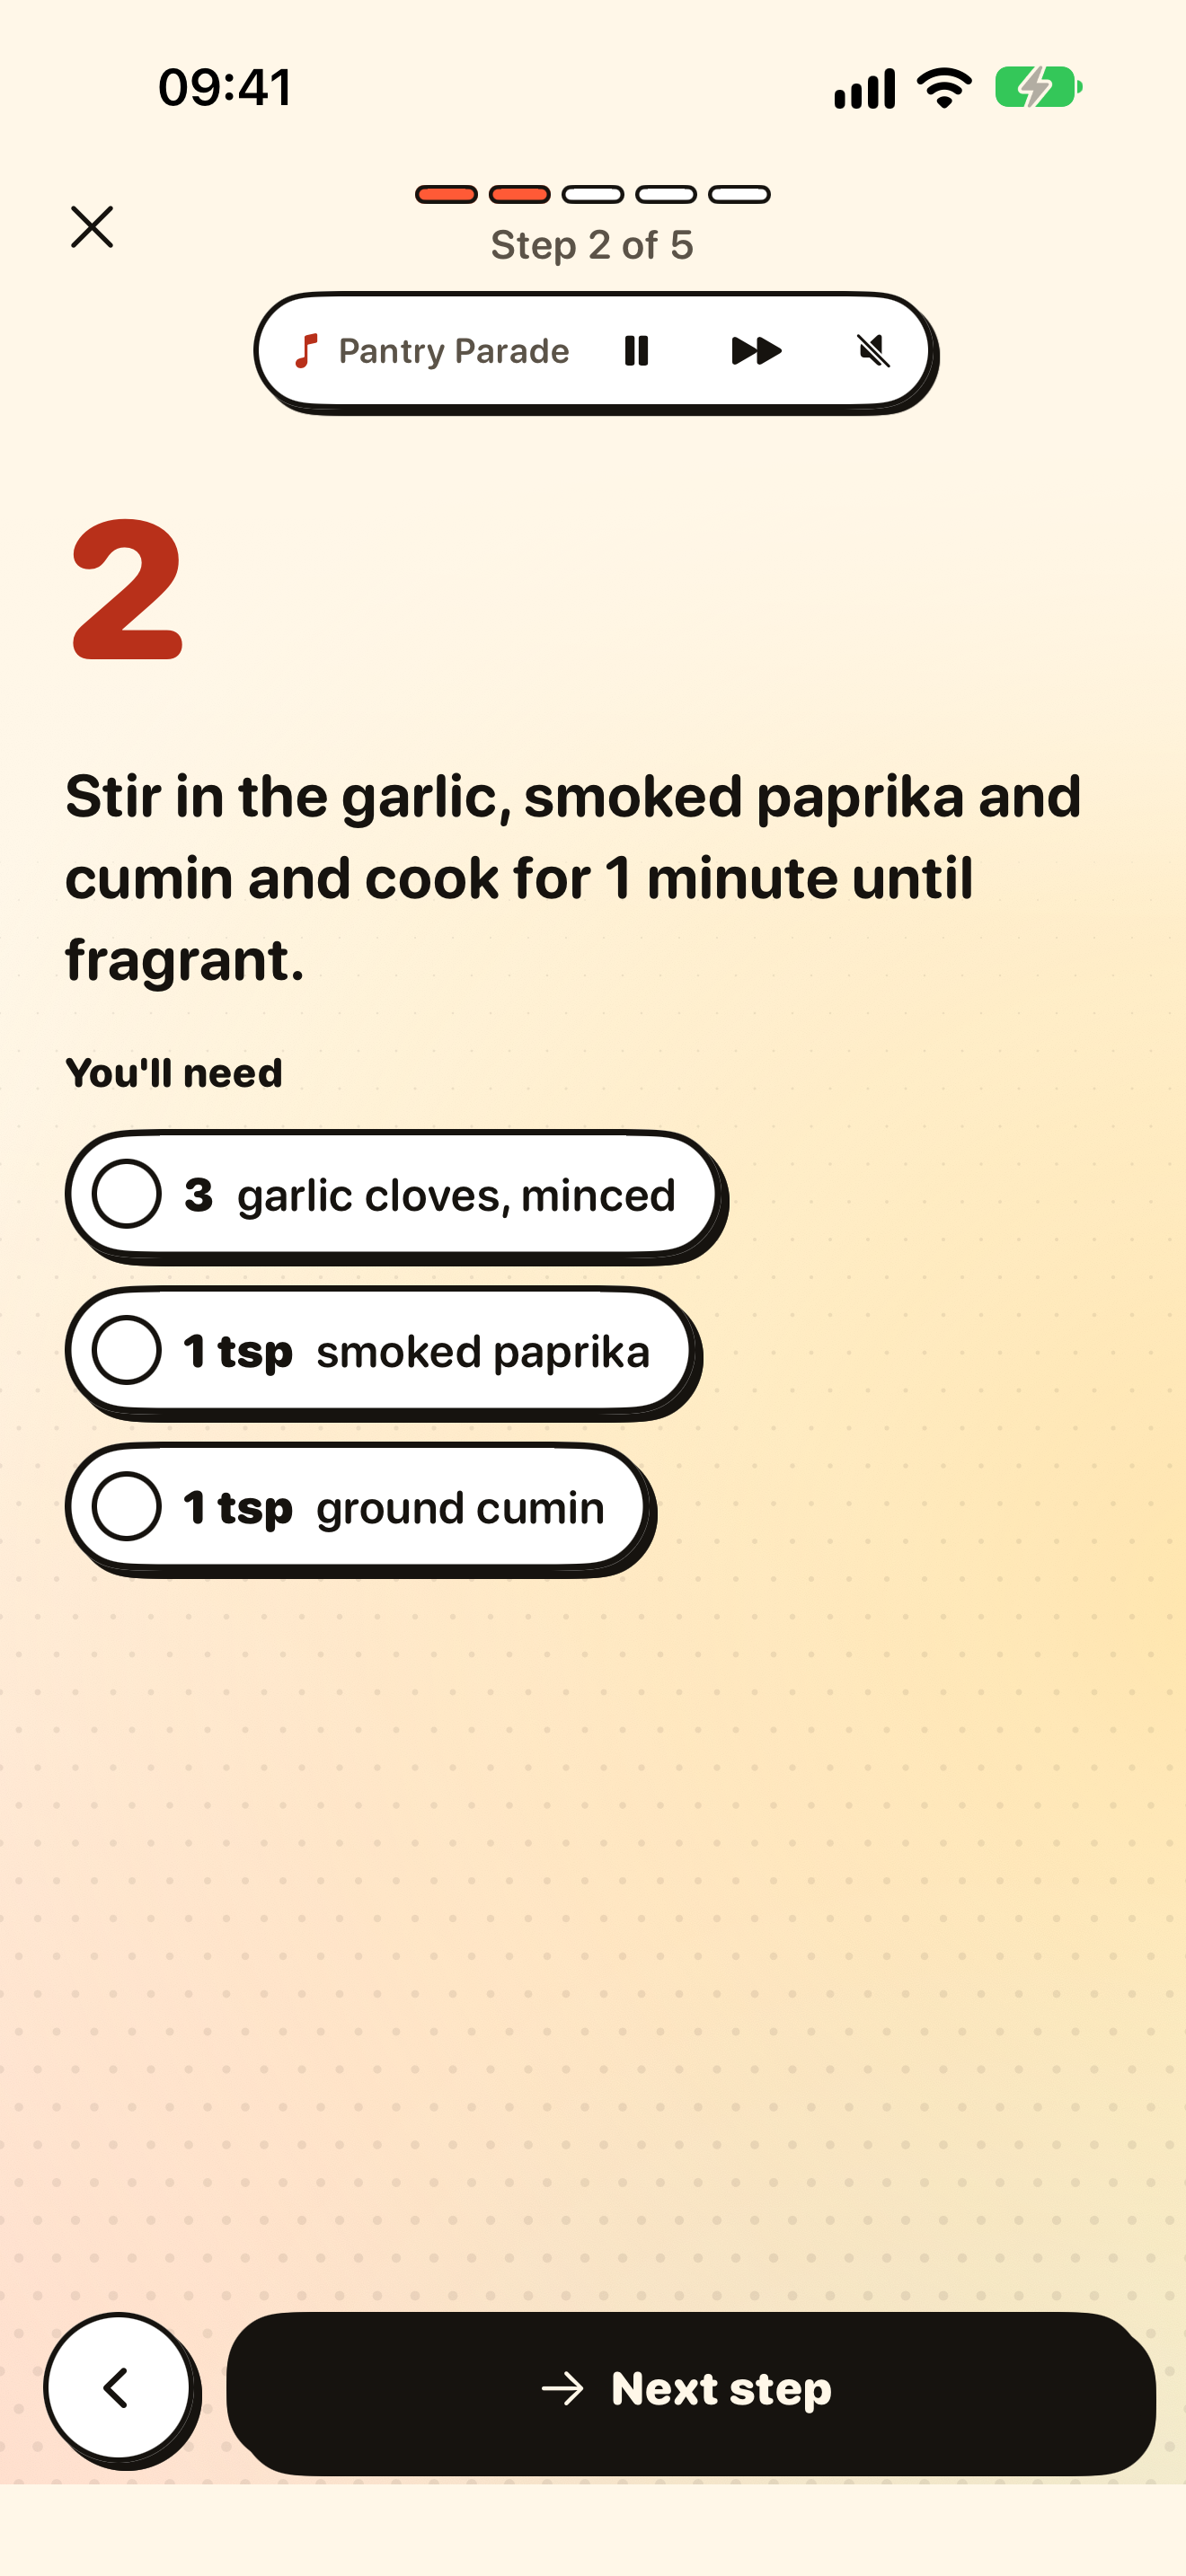 09:41
Step 2 of 5
Pantry Parade
2
Stir in the garlic, smoked paprika and
cumin and cook for 1 minute until
fragrant.
You'll need
3 garlic cloves, minced
1 tsp smoked paprika
1 tsp ground cumin
Next step